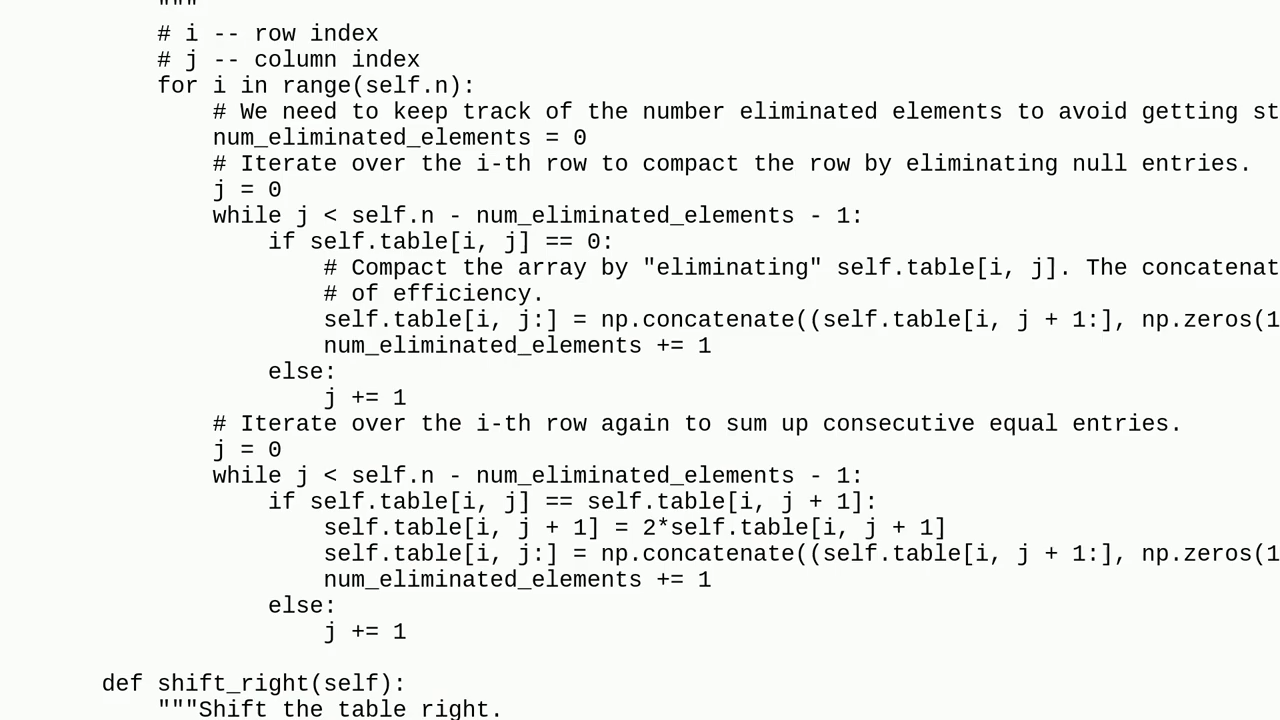 """
# i -- row index
# j -- column index
for i in range(self.n):
# We need to keep track of the number eliminated elements to avoid getting st
num_eliminated_elements = 0
# Iterate over the i-th row to compact the row by eliminating null entries.
j = 0
while j < self.n - num_eliminated_elements - 1:
if self.table[i, j] == 0:
# Compact the array by "eliminating" self.table[i, j]. The concatenat
# of efficiency.
self.table[i, j:] = np.concatenate((self.table[i, j + 1:], np.zeros(1
num_eliminated_elements += 1
else:
j += 1
# Iterate over the i-th row again to sum up consecutive equal entries.
j = 0
while j < self.n - num_eliminated_elements - 1:
if self.table[i, j] == self.table[i, j + 1]:
self.table[i, j + 1] = 2*self.table[i, j + 1]
self.table[i, j:] = np.concatenate((self.table[i, j + 1:], np.zeros(1
num_eliminated_elements += 1
else:
j += 1
def shift_right(self):
"""Shift the table right.